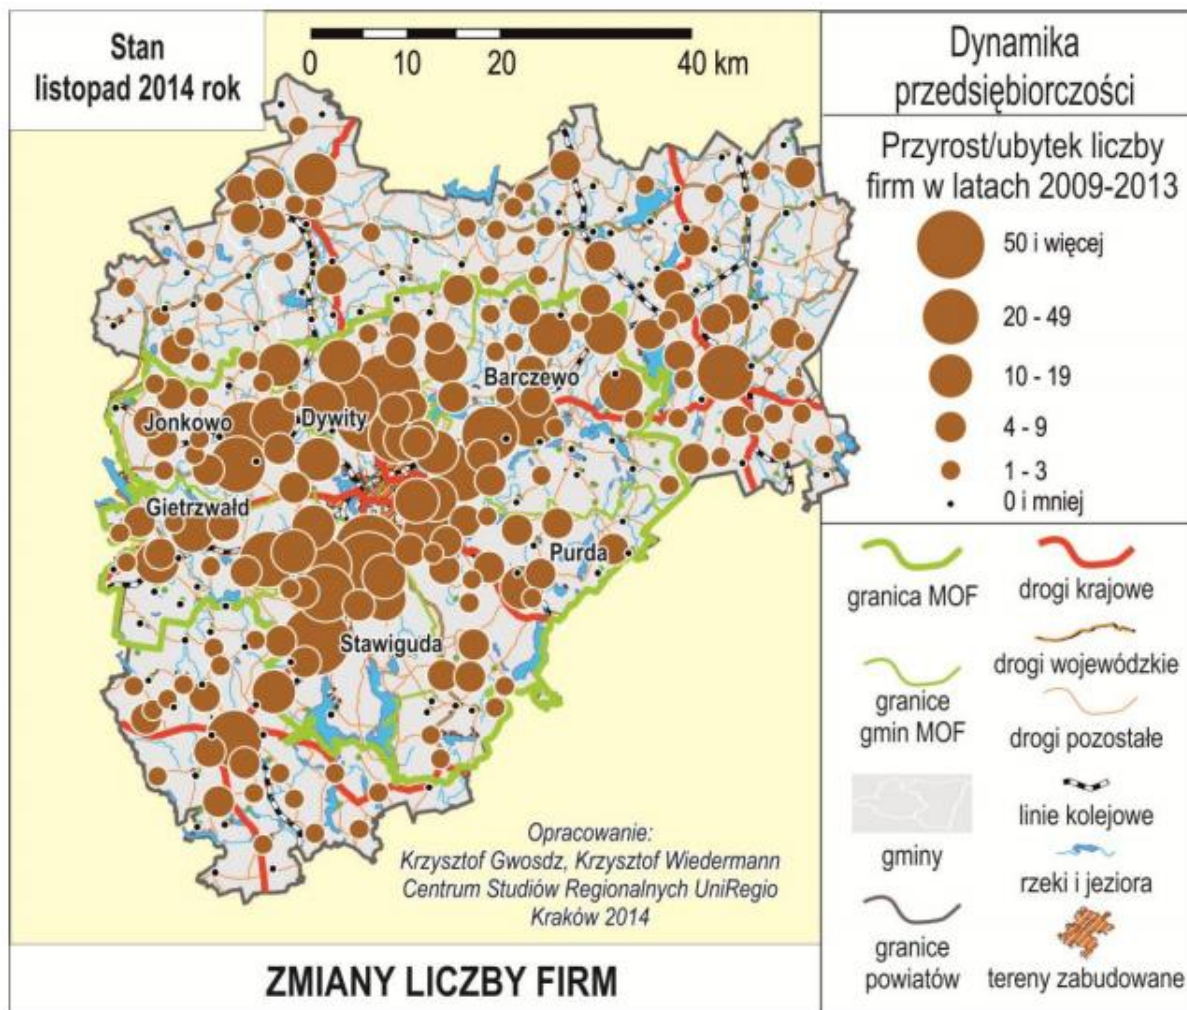 Stan
listopad 2014 rok
0 10 20 40 km
Dynamika
przedsiębiorczości
Przyrost/ubytek liczby
firm w latach 2009-2013
50 i więcej
20 - 49
10 - 19
4 - 9
1 - 3
0 i mniej
Barczewo
Jonkowo
Dywity
Gietrzwałd
Purda
Stawiguda
granica MOF
drogi krajowe
granice
gmin MOF
drogi wojewódzkie
drogi pozostałe
gminy
linie kolejowe
rzeki i jeziora
granice
powiatów
tereny zabudowane
Opracowanie:
Krzysztof Gwosdz, Krzysztof Wiedermann
Centrum Studiów Regionalnych UniRegio
Kraków 2014
ZMIANY LICZBY FIRM